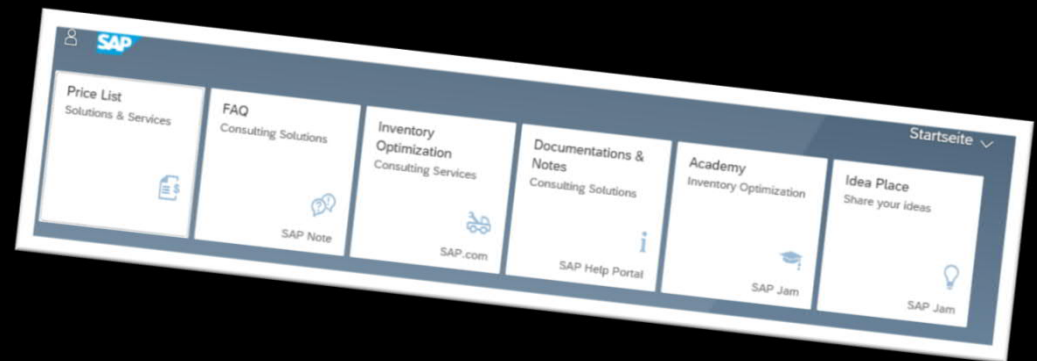 SAP
Startseite
Price List
Solutions & Services
FAQ
Consulting Solutions
SAP Note
Inventory
Optimization
Consulting Services
SAP.com
Documentations &
Notes
Consulting Solutions
SAP Help Portal
Academy
Inventory Optimization
SAP Jam
Idea Place
Share your ideas
SAP Jam